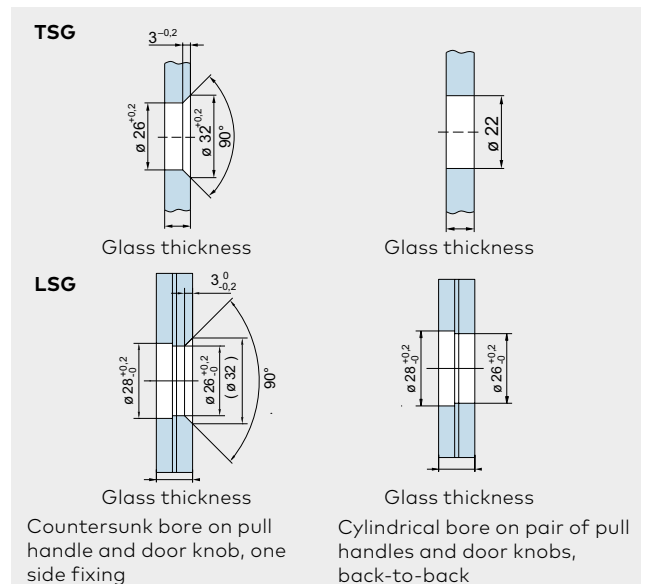 TSG
3 -0,2
ø 26 +0,2
ø 32 +0,2
90°
ø 22
Glass thickness
Glass thickness
LSG
3 0 -0,2
ø 28 +0,2 -0
ø 26 +0,2 -0
( ø 32 )
90°
ø 28 +0,2 -0
ø 26 +0,2 -0
Glass thickness
Glass thickness
Countersunk bore on pull
handle and door knob, one
side fixing
Cylindrical bore on pair of pull
handles and door knobs,
back-to-back